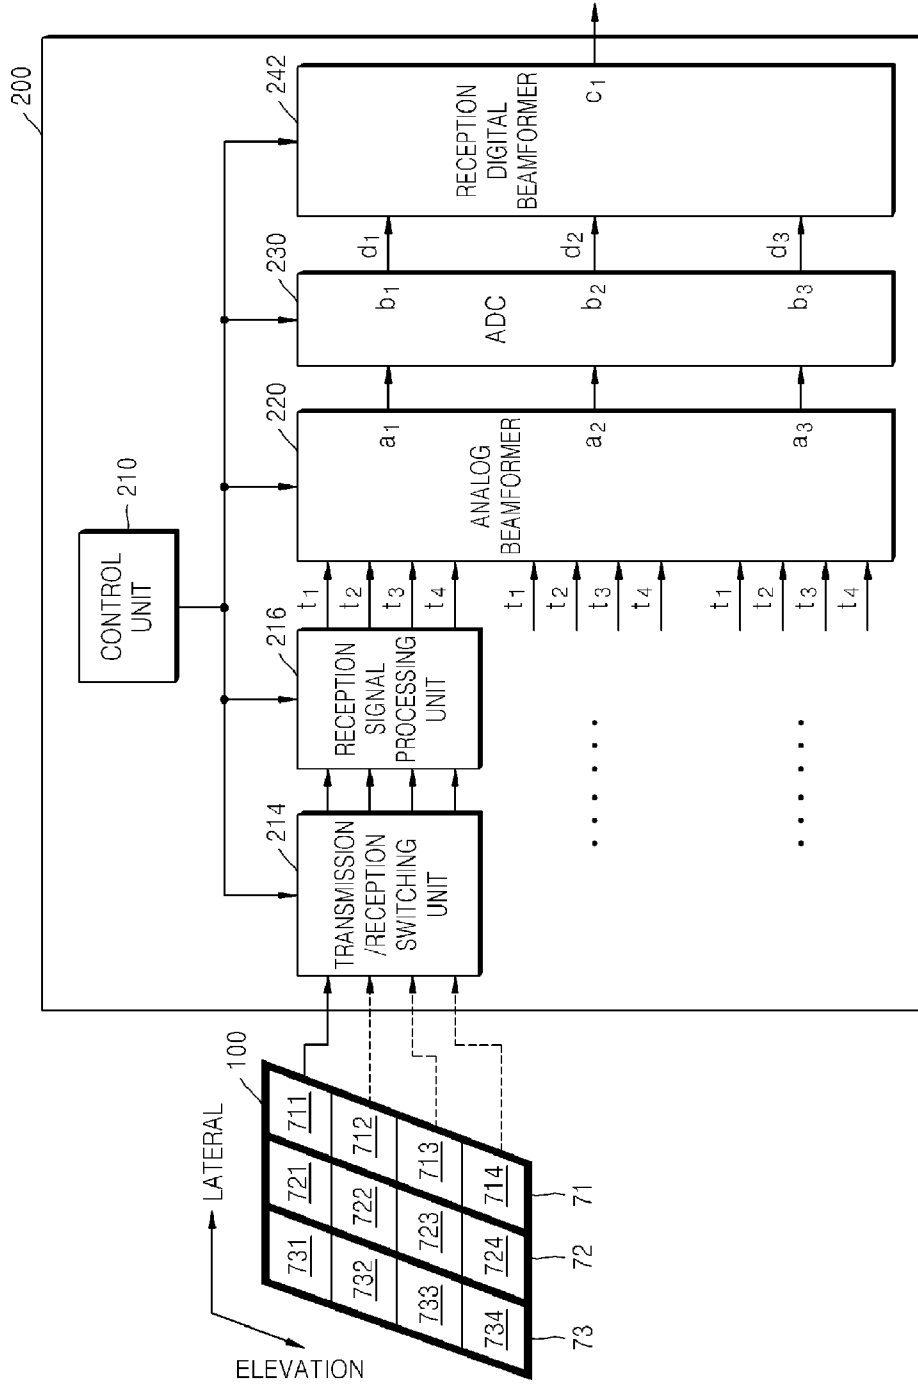 200
CONTROL
UNIT
210
TRANSMISSION
/RECEPTION
SWITCHING
UNIT
214
RECEPTION
SIGNAL
PROCESSING
UNIT
216
t1
t2
t3
t4
t1
t2
t3
t4
t1
t2
t3
t4
ANALOG
BEAMFORMER
220
a1
a2
a3
ADC
230
b1
b2
b3
d1
d2
d3
RECEPTION
DIGITAL
BEAMFORMER
242
c1
LATERAL
ELEVATION
100
731 721 711
732 722 712
733 723 713
734 724 714
73 72 71